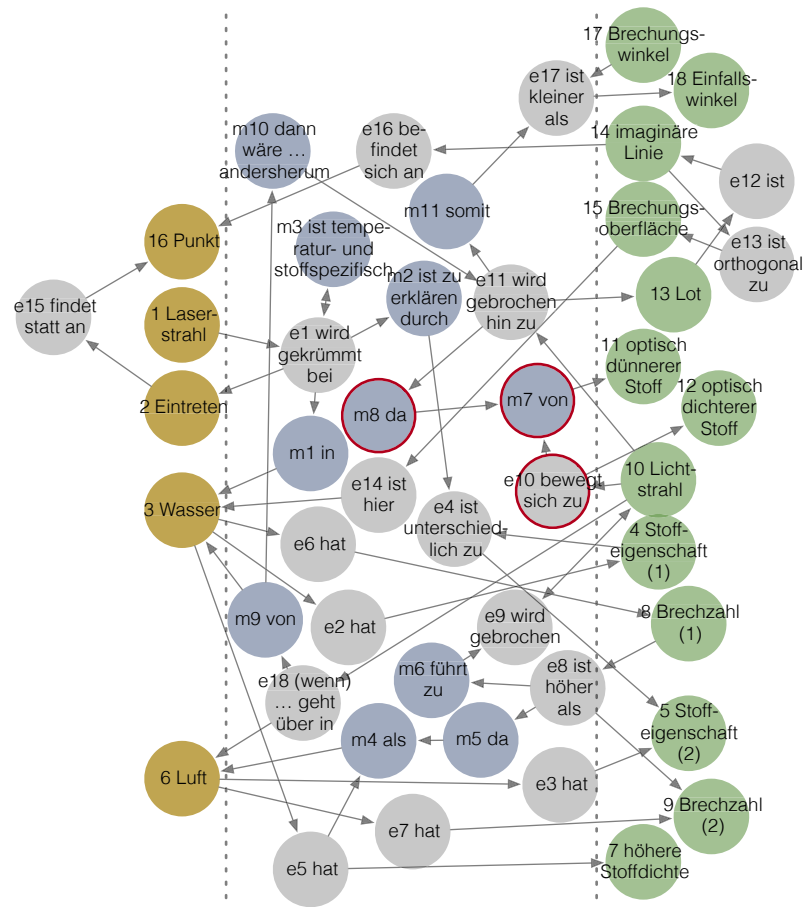 17 Brechungs-
winkel
e17 ist
kleiner
als
18 Einfalls-
winkel
m10 dann
wäre ...
andersherum
e16 be-
findet
sich an
14 imaginäre
Linie
e12 ist
m11 somit
15 Brechungs-
oberfläche
16 Punkt
m3 ist tempe-
ratur- und
stoffspezifisch
m2 ist zu
erklären
durch
e11 wird
gebrochen
hin zu
e13 ist
orthogonal
zu
13 Lot
e15 findet
statt an
1 Laser-
strahl
e1 wird
gekrümmt
bei
11 optisch
dünnerer
Stoff
12 optisch
dichterer
Stoff
2 Eintreten
m8 da
m7 von
m1 in
e14 ist
hier
e10 bewegt
sich zu
10 Licht-
strahl
3 Wasser
e4 ist
unterschied-
lich zu
4 Stoff-
eigenschaft
(1)
e6 hat
m9 von
e2 hat
e9 wird
gebrochen
8 Brechzahl
(1)
e18 (wenn)
... geht
über in
m6 führt
zu
e8 ist
höher
als
5 Stoff-
eigenschaft
(2)
m4 als
m5 da
6 Luft
e3 hat
e7 hat
9 Brechzahl
(2)
e5 hat
7 höhere
Stoffdichte